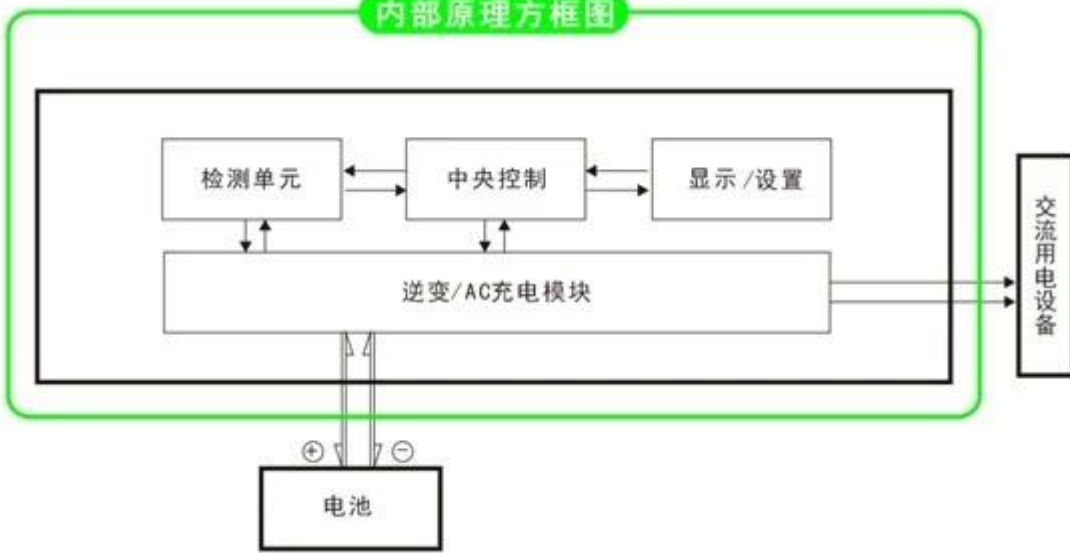 内部原理方框图
检测单元
中央控制
显示/设置
逆变/AC充电模块
交流用电设备
⊕
⊖
电池